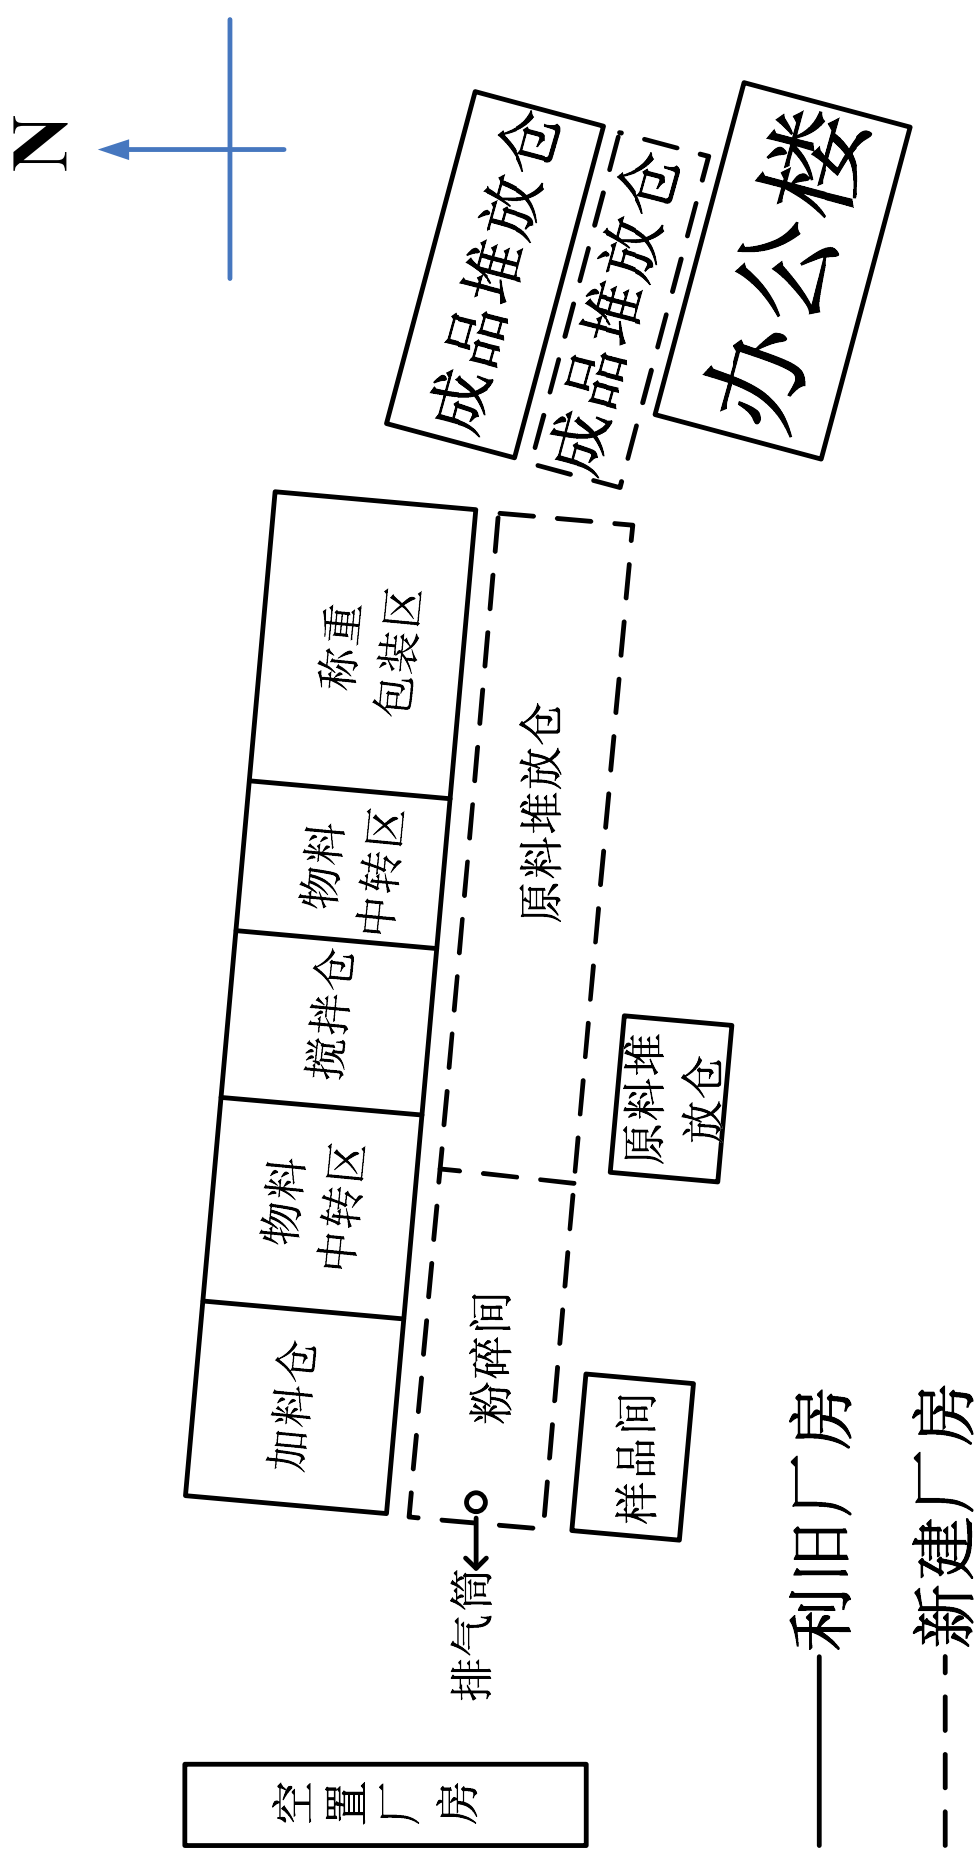 N
成品堆放仓
成品堆放仓
办公楼
称重
包装区
物料
中转区
搅拌仓
物料
中转区
加料仓
原料堆放仓
粉碎间
原料堆
放仓
样品间
排气筒
空置厂房
利旧厂房
新建厂房